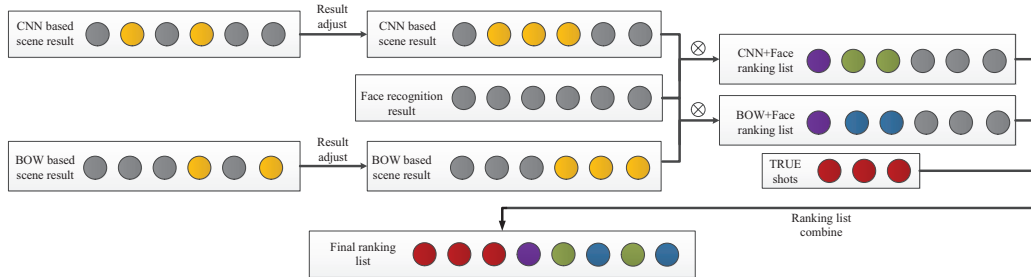 CNN based
scene result
Result
adjust
CNN based
scene result
CNN+Face
ranking list
Face recognition
result
BOW+Face
ranking list
BOW based
scene result
Result
adjust
BOW based
scene result
TRUE
shots
Ranking list
combine
Final ranking
list